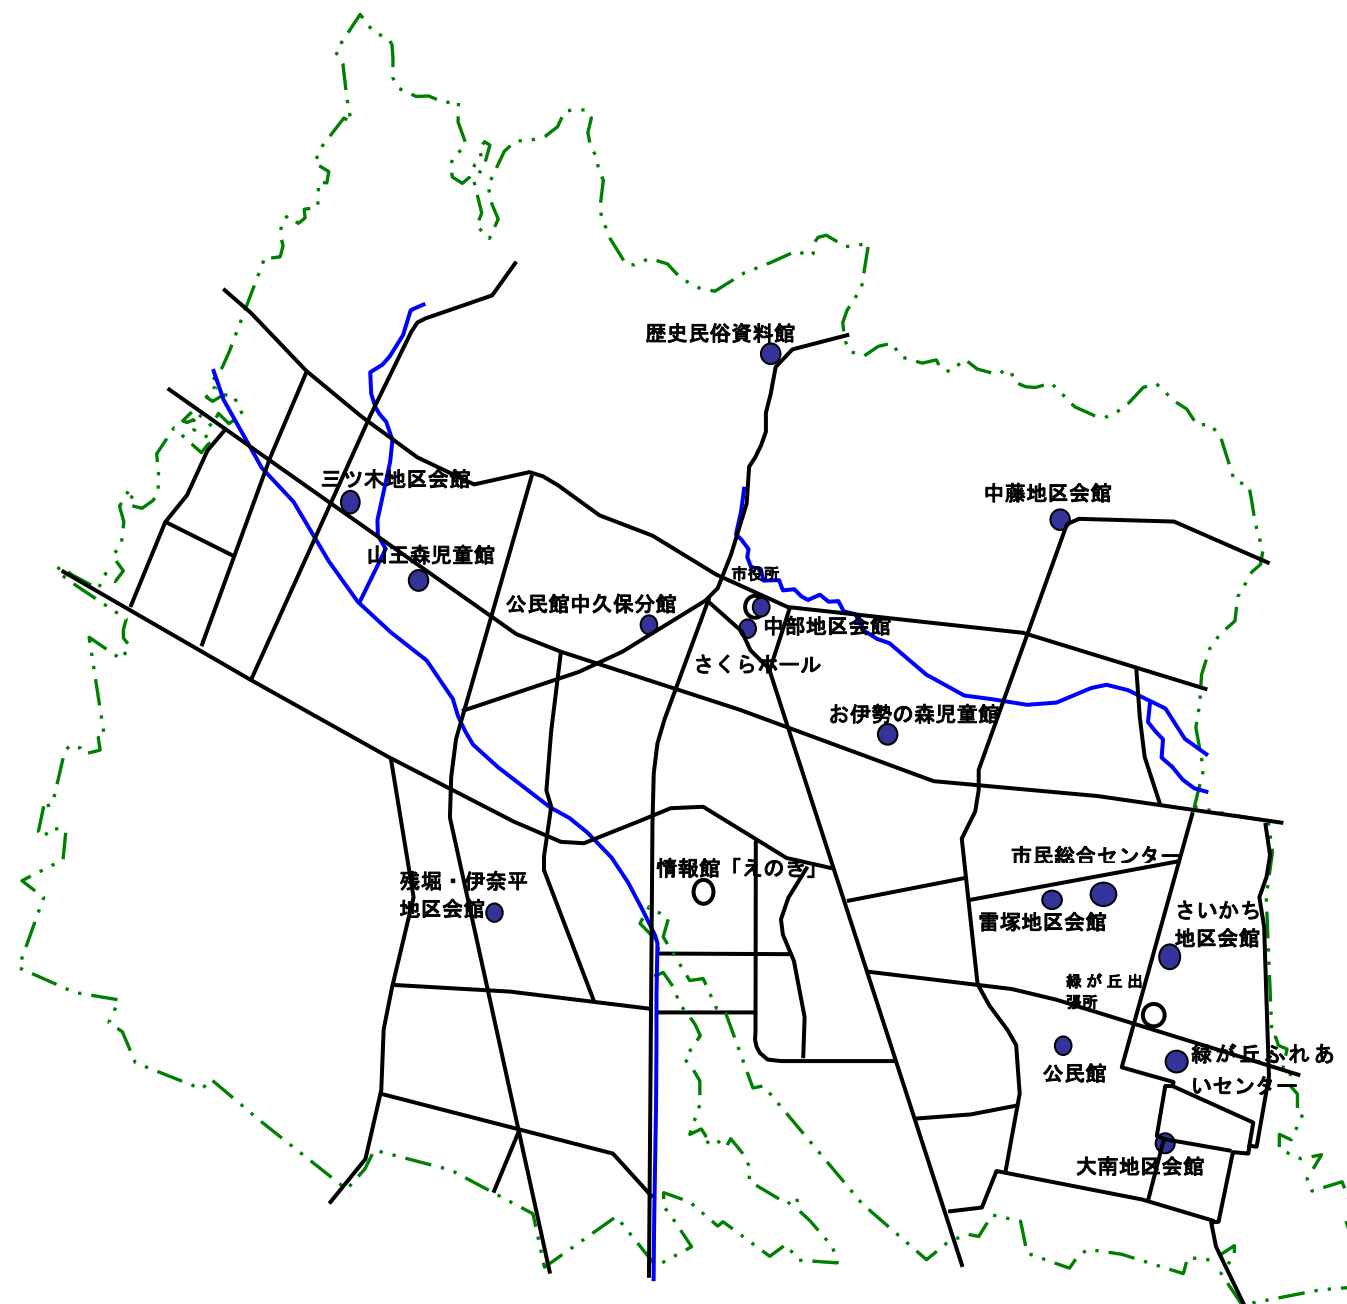 歴史民俗資料館
三ツ木地区会館
中藤地区会館
山王森児童館
市役所
公民館中久保分館
中部地区会館
さくらホール
お伊勢の森児童館
市民総合センター
情報館「えのき」
残堀・伊奈平
地区会館
雷塚地区会館
さいかち
地区会館
緑が丘出
張所
公民館
緑が丘ふれあ
いセンター
大南地区会館